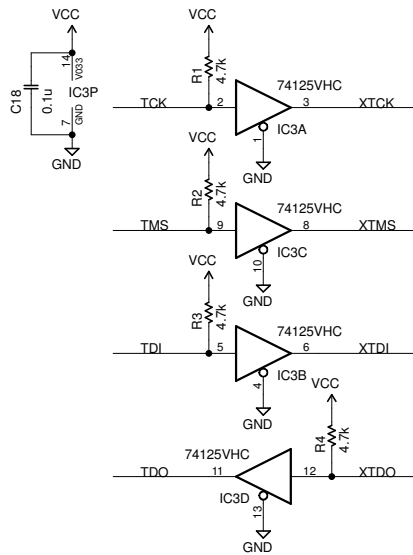 VCC
14
V033
C18
0.1u
IC3P
7
GND
GND
VCC
R1
4.7k
74125VHC
TCK
2
3
XTCK
1
IC3A
GND
VCC
R2
4.7k
74125VHC
TMS
9
8
XTMS
10
IC3C
GND
VCC
R3
4.7k
74125VHC
TDI
5
6
XTDI
4
IC3B
GND
VCC
R4
4.7k
74125VHC
TDO
11
12
XTDO
13
IC3D
GND